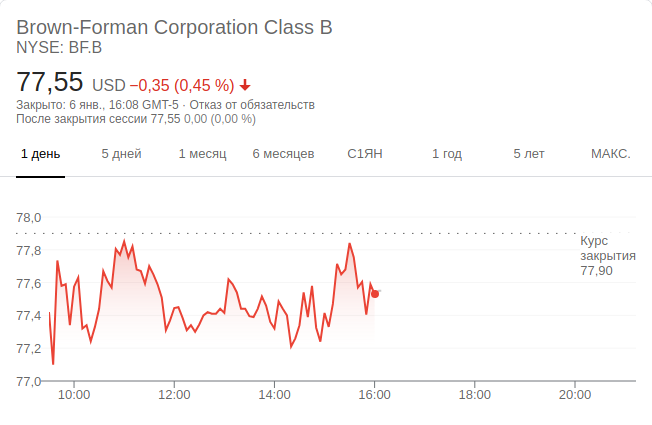 Brown-Forman Corporation Class B
NYSE: BF.B
77,55 USD −0,35 (0,45 %)
Закрыто: 6 янв., 16:08 GMT-5 · Отказ от обязательств
После закрытия сессии 77,55 0,00 (0,00 %)
1 день 5 дней 1 месяц 6 месяцев С1ЯН 1 год 5 лет МАКС.
78,0
Курс
закрытия
77,90
77,8
77,6
77,4
77,2
77,0
10:00 12:00 14:00 16:00 18:00 20:00